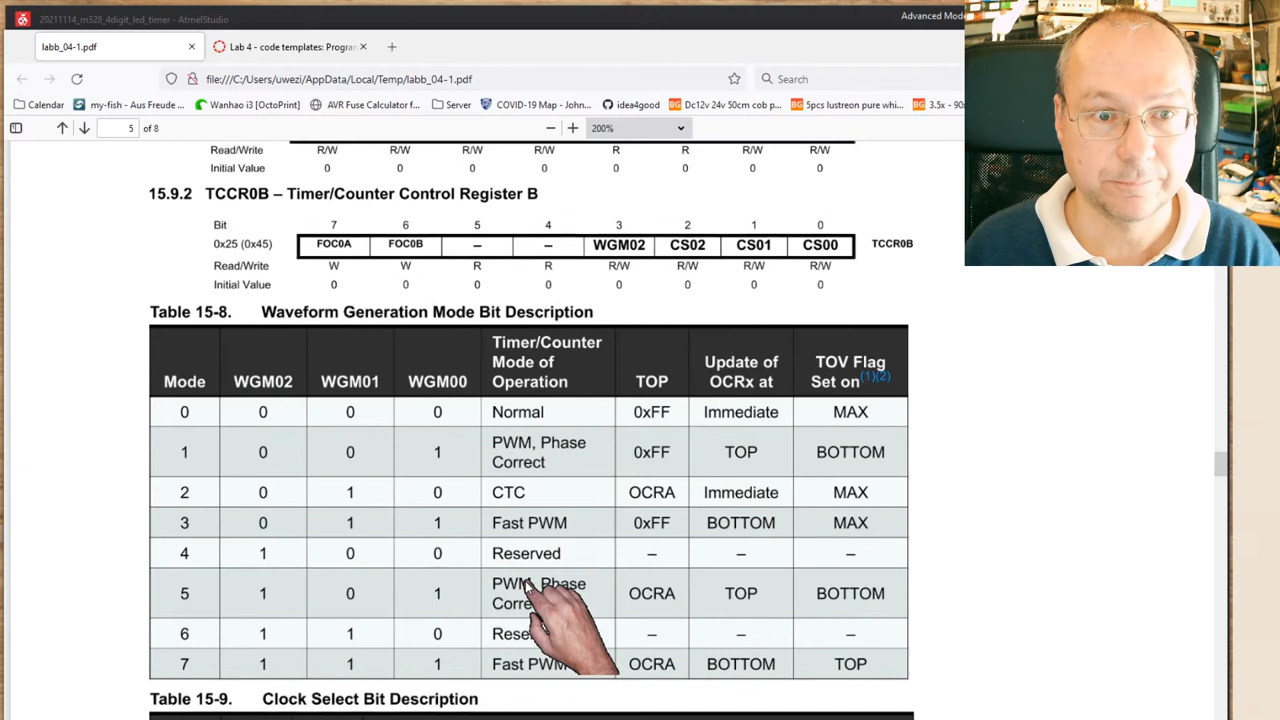 20211114_m328_4digit_led_timer - AtmelStudio
Advanced Mode
labb_04-1.pdf
Lab 4 - code templates: Progra
file:///C:/Users/uwezi/AppData/Local/Temp/labb_04-1.pdf
Search
Calendar my-fish - Aus Freude ... Wanhao i3 [OctoPrint] AVR Fuse Calculator f... Server COVID-19 Map - John... idea4good Dc12v 24v 50cm cob p... 5pcs lustreon pure whi... 3.5x - 90x
5 of 8
200%
Read/Write R/W R/W R/W R/W R R R/W R/W
Initial Value 0 0 0 0 0 0 0 0
15.9.2 TCCR0B – Timer/Counter Control Register B
Bit 7 6 5 4 3 2 1 0
0x25 (0x45) FOC0A FOC0B – – WGM02 CS02 CS01 CS00 TCCR0B
Read/Write W W R R R/W R/W R/W R/W
Initial Value 0 0 0 0 0 0 0 0
Table 15-8. Waveform Generation Mode Bit Description
Mode WGM02 WGM01 WGM00 Timer/Counter Mode of Operation TOP Update of OCRx at TOV Flag Set on(1)(2)
0 0 0 0 Normal 0xFF Immediate MAX
1 0 0 1 PWM, Phase Correct 0xFF TOP BOTTOM
2 0 1 0 CTC OCRA Immediate MAX
3 0 1 1 Fast PWM 0xFF BOTTOM MAX
4 1 0 0 Reserved – – –
5 1 0 1 PWM, Phase Corre OCRA TOP BOTTOM
6 1 1 0 Rese – – –
7 1 1 1 Fast PWM OCRA BOTTOM TOP
Table 15-9. Clock Select Bit Description